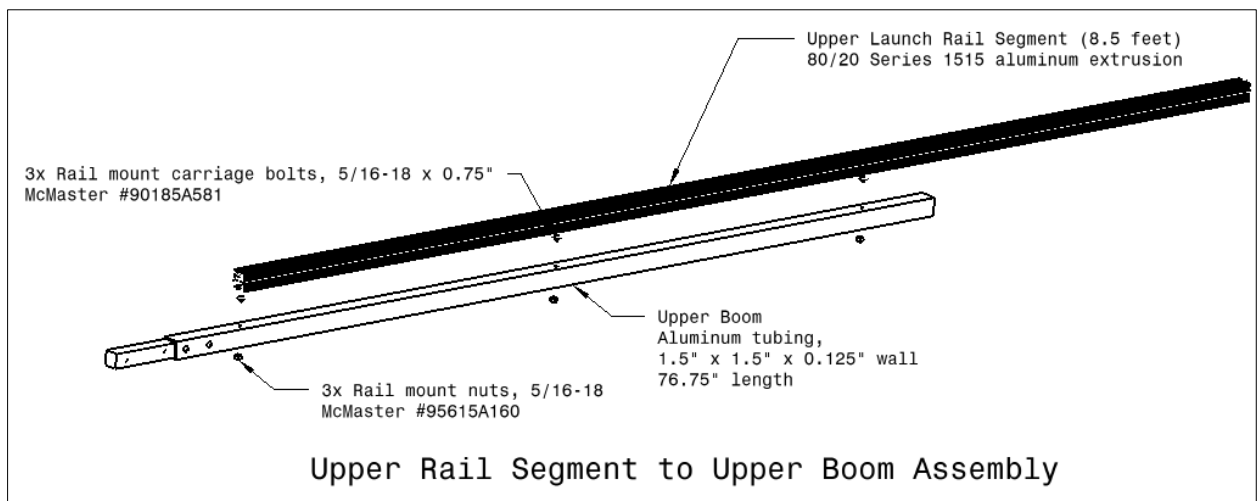 Upper Launch Rail Segment (8.5 feet)
80/20 Series 1515 aluminum extrusion
3x Rail mount carriage bolts, 5/16-18 x 0.75"
McMaster #90185A581
Upper Boom
Aluminum tubing,
1.5" x 1.5" x 0.125" wall
76.75" length
3x Rail mount nuts, 5/16-18
McMaster #95615A160
Upper Rail Segment to Upper Boom Assembly